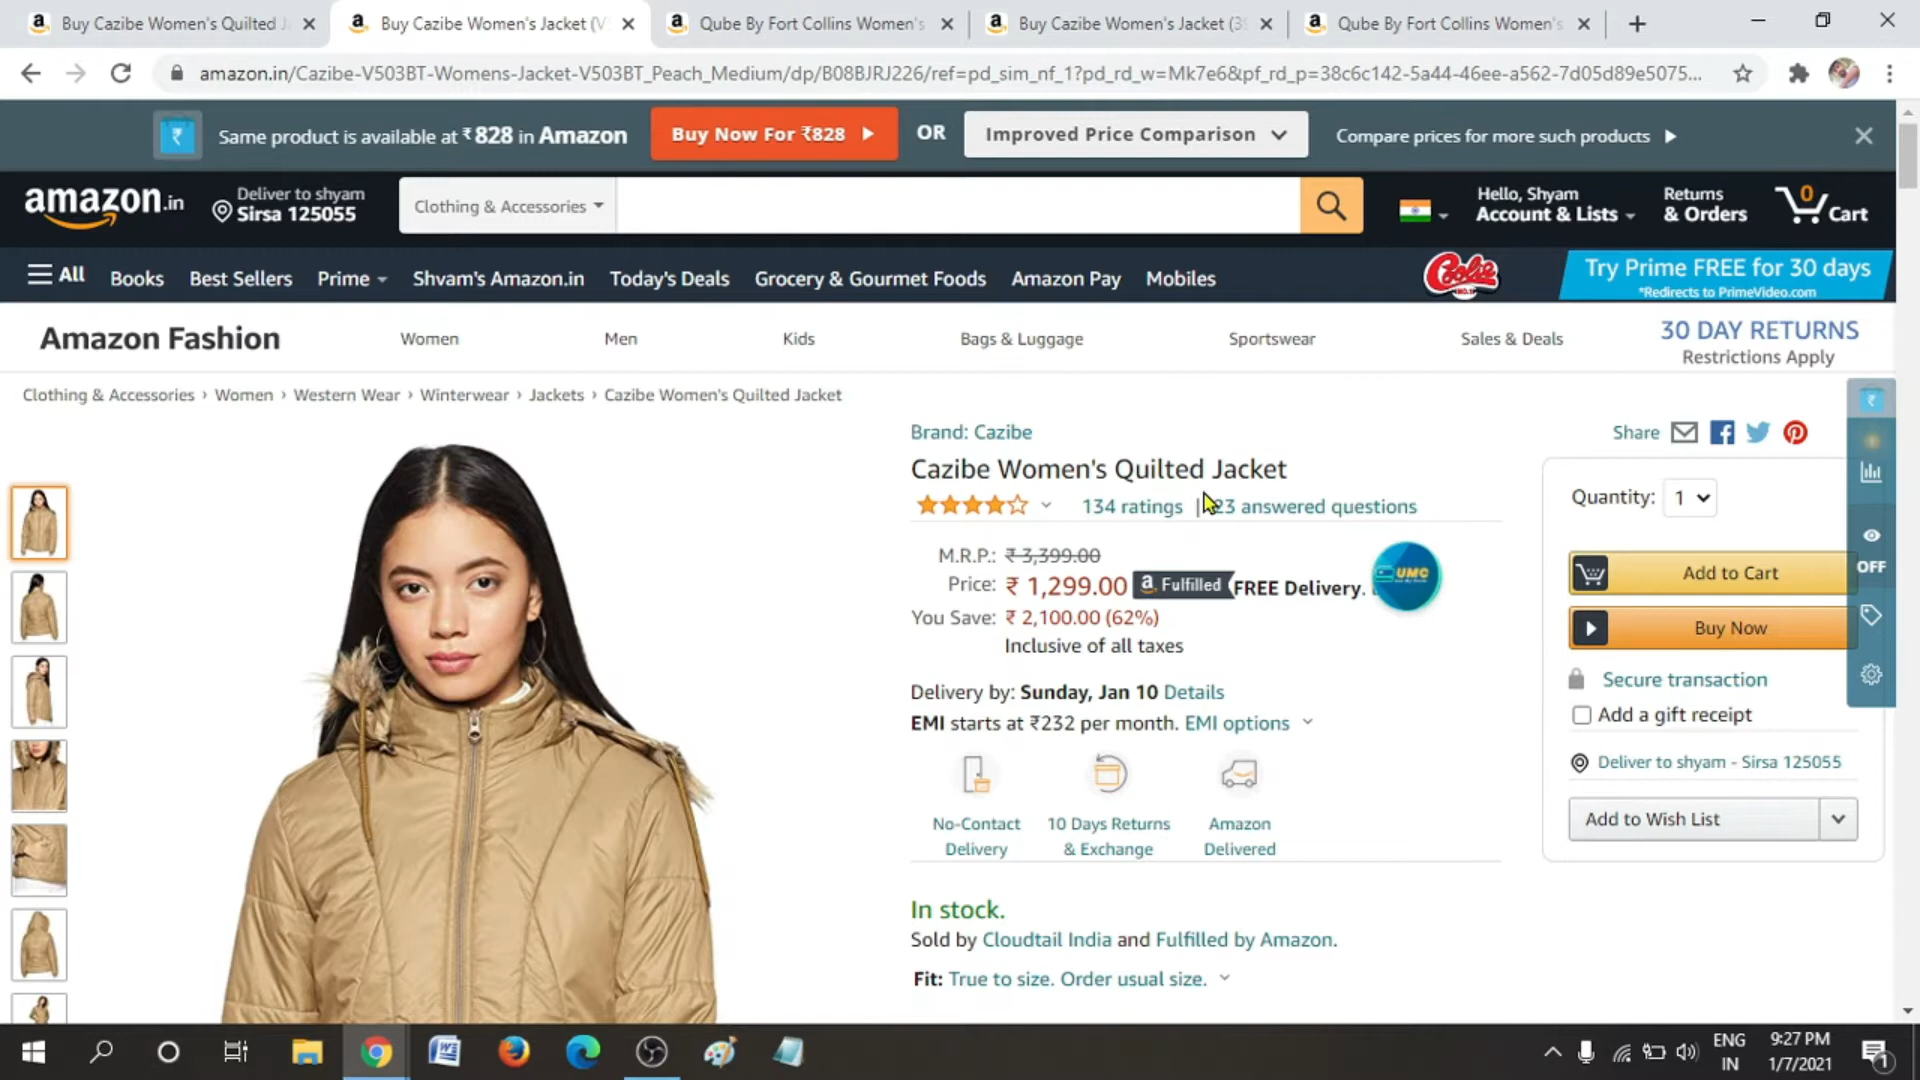 Buy Cazibe Women's Quilted J
Buy Cazibe Women's Jacket (V
Qube By Fort Collins Women's
Buy Cazibe Women's Jacket (39
Qube By Fort Collins Women's
amazon.in/Cazibe-V503BT-Womens-Jacket-V503BT_Peach_Medium/dp/B08BJRJ226/ref=pd_sim_nf_1?pd_rd_w=Mk7e6&pf_rd_p=38c6c142-5a44-46ee-a562-7d05d89e5075...
Same product is available at ₹ 828 in Amazon
Buy Now For ₹828
OR
Improved Price Comparison
Compare prices for more such products
amazon.in
Deliver to shyam
Sirsa 125055
Clothing & Accessories
Hello, Shyam
Account & Lists
Returns
& Orders
0
Cart
All
Books
Best Sellers
Prime
Shvam's Amazon.in
Today's Deals
Grocery & Gourmet Foods
Amazon Pay
Mobiles
Coolie
No.1
Try Prime FREE for 30 days
*Redirects to PrimeVideo.com
Amazon Fashion
Women
Men
Kids
Bags & Luggage
Sportswear
Sales & Deals
30 DAY RETURNS
Restrictions Apply
Clothing & Accessories › Women › Western Wear › Winterwear › Jackets › Cazibe Women's Quilted Jacket
Brand: Cazibe
Cazibe Women's Quilted Jacket
134 ratings | 23 answered questions
M.R.P.: ₹ 3,399.00
Price: ₹ 1,299.00 Fulfilled FREE Delivery.
UMC
You Save: ₹ 2,100.00 (62%)
Inclusive of all taxes
Delivery by: Sunday, Jan 10 Details
EMI starts at ₹232 per month. EMI options
No-Contact
Delivery
10 Days Returns
& Exchange
Amazon
Delivered
In stock.
Sold by Cloudtail India and Fulfilled by Amazon.
Fit: True to size. Order usual size.
Share
Quantity: 1
Add to Cart
Buy Now
Secure transaction
Add a gift receipt
Deliver to shyam - Sirsa 125055
Add to Wish List
OFF
ENG
IN
9:27 PM
1/7/2021
1